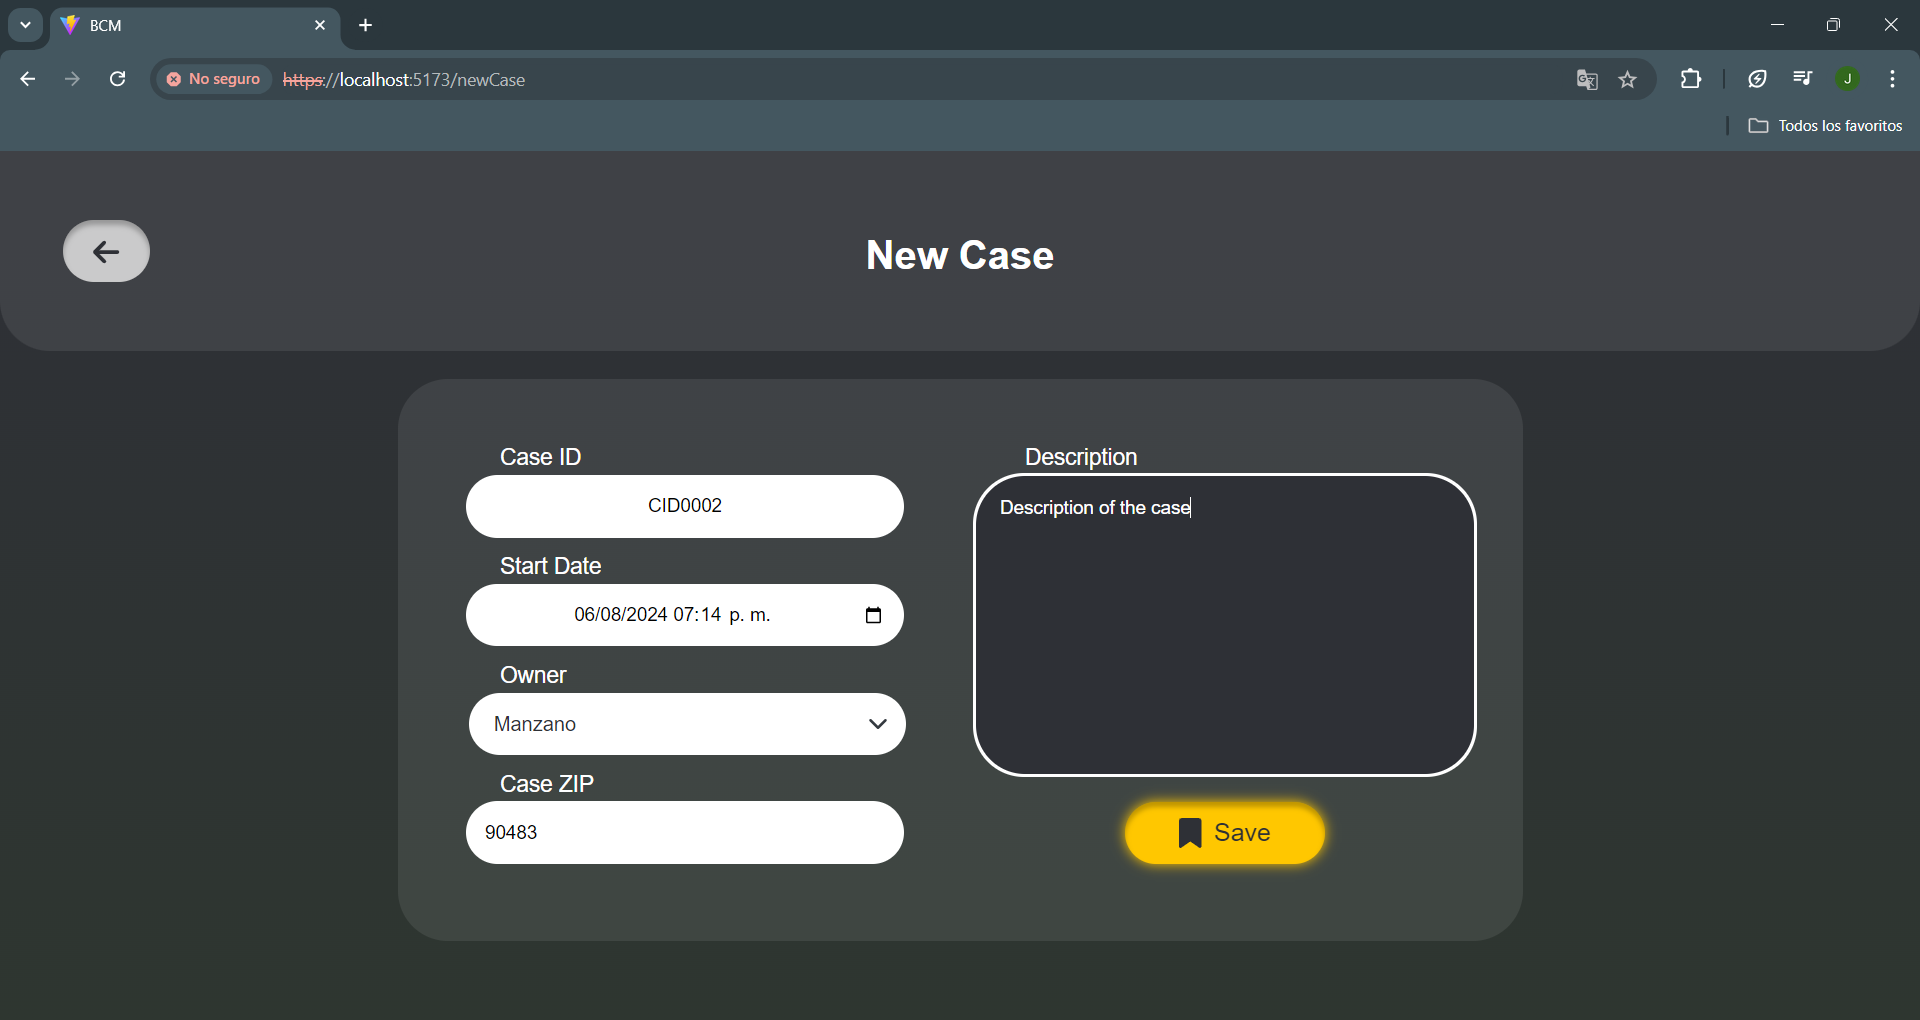 BCM
No seguro
https://localhost:5173/newCase
J
Todos los favoritos
New Case
Case ID
CID0002
Start Date
06/08/2024 07:14 p. m.
Owner
Manzano
Case ZIP
90483
Description
Description of the case
Save